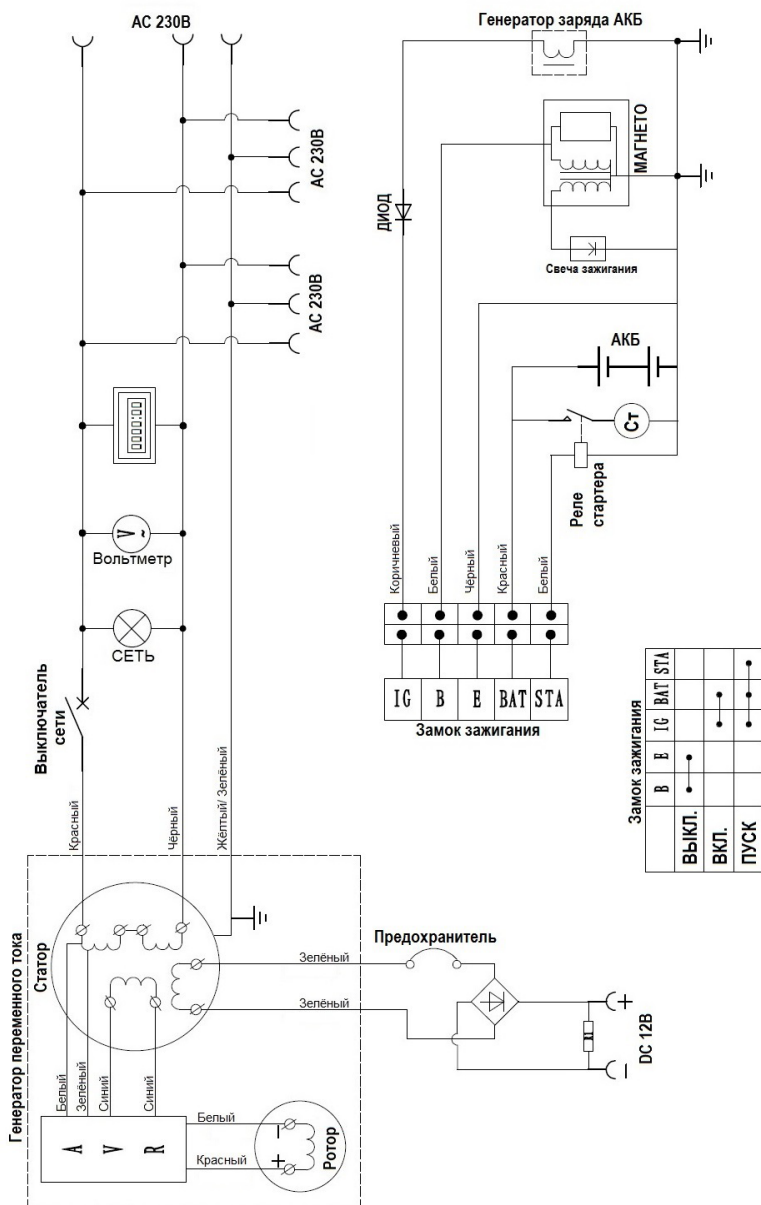 AC 230В
Генератор заряда АКБ
МАГНЕТО
AC 230В
ДИОД
Свеча зажигания
AC 230В
АКБ
Ст
Реле
стартера
V ~
Вольтметр
СЕТЬ
Выключатель
сети
Коричневый
Белый
Чёрный
Красный
Белый
IG B E BAT STA
Замок зажигания
Замок зажигания
B E IG BAT STA
ВЫКЛ.
ВКЛ.
ПУСК
Красный
Чёрный
Жёлтый/ Зелёный
Генератор переменного тока
Статор
Предохранитель
Зелёный
Зелёный
R1
+
−
DC 12В
Белый
Зелёный
Синий
Синий
A V R
Белый
Красный
−
+
Ротор